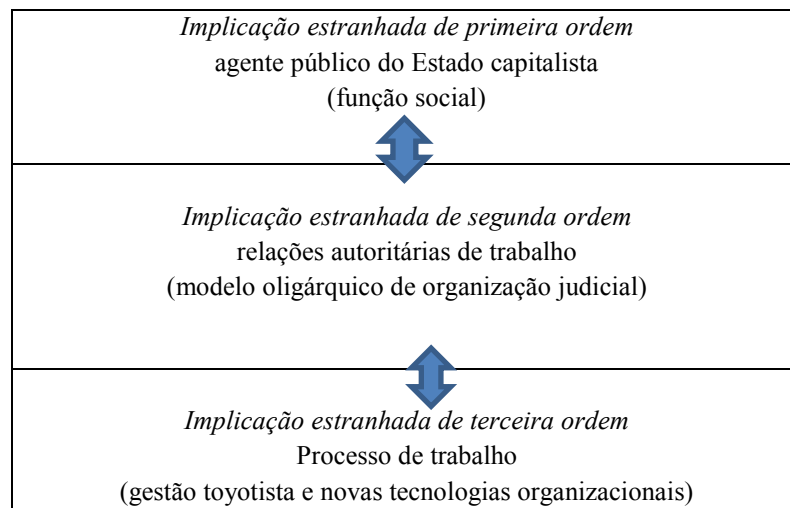 Implicação estranhada de primeira ordem
agente público do Estado capitalista
(função social)
Implicação estranhada de segunda ordem
relações autoritárias de trabalho
(modelo oligárquico de organização judicial)
Implicação estranhada de terceira ordem
Processo de trabalho
(gestão toyotista e novas tecnologias organizacionais)